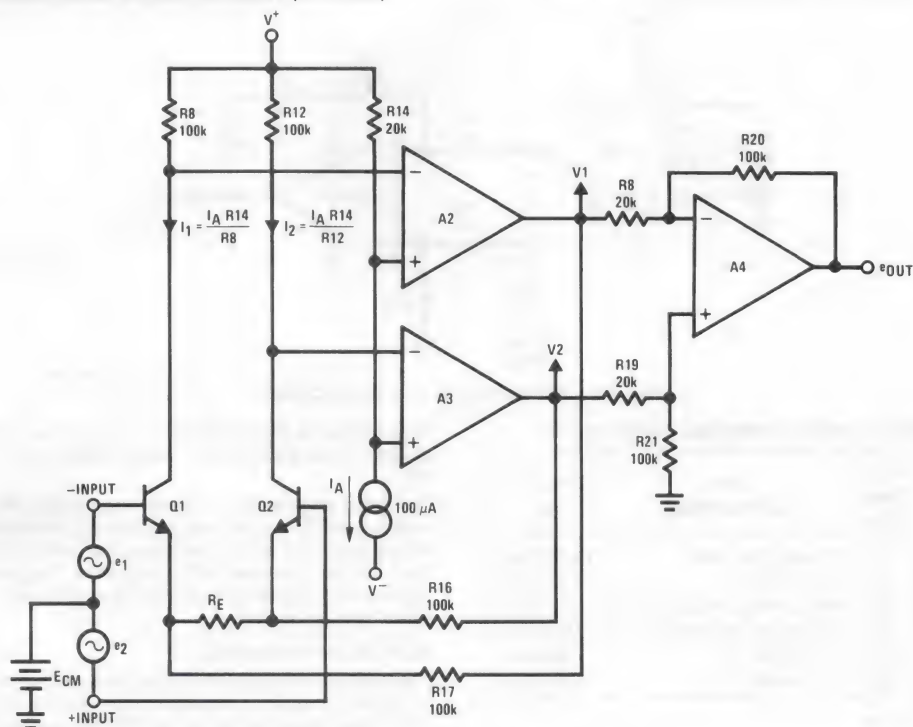 V+
R8
100k
R12
100k
R14
20k
I1 = IA R14 / R8
I2 = IA R14 / R12
−
A2
+
V1
R8
20k
R20
100k
−
A4
+
eOUT
−
A3
+
V2
R19
20k
R21
100k
IA
100 μA
V−
−INPUT
Q1
Q2
e1
RE
R16
100k
e2
ECM
R17
100k
+INPUT